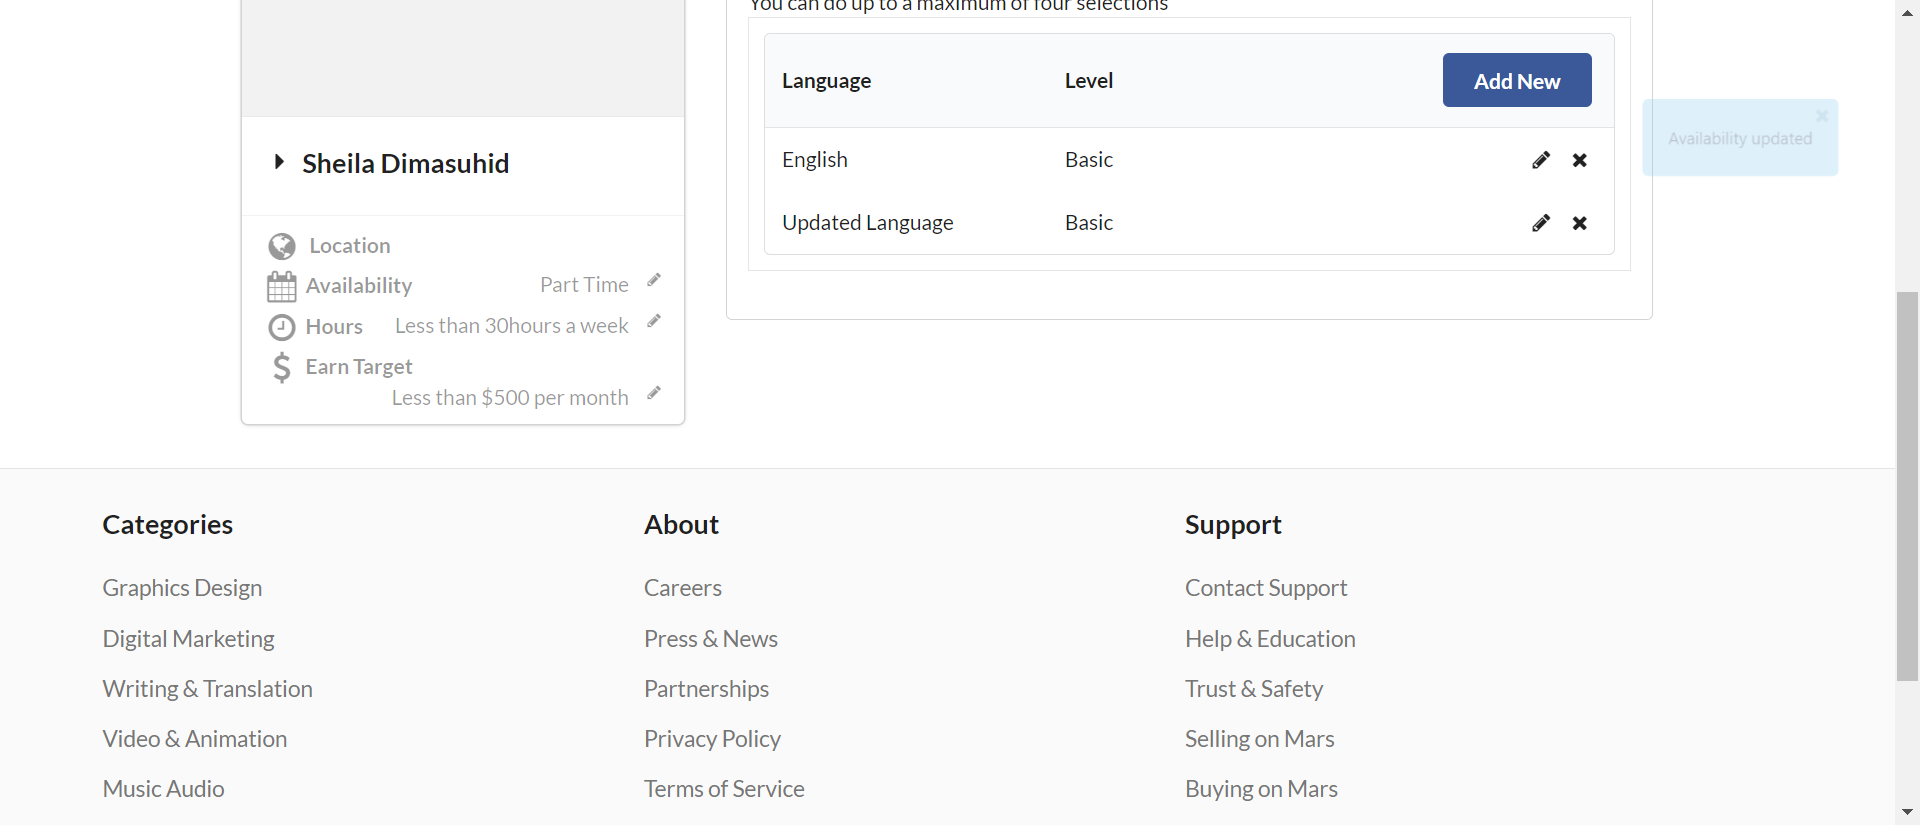 You can do up to a maximum of four selections
Language Level Add New
English Basic
Updated Language Basic
Availability updated
Sheila Dimasuhid
Location
Availability Part Time
Hours Less than 30hours a week
Earn Target
Less than $500 per month
Categories
Graphics Design
Digital Marketing
Writing & Translation
Video & Animation
Music Audio
About
Careers
Press & News
Partnerships
Privacy Policy
Terms of Service
Support
Contact Support
Help & Education
Trust & Safety
Selling on Mars
Buying on Mars